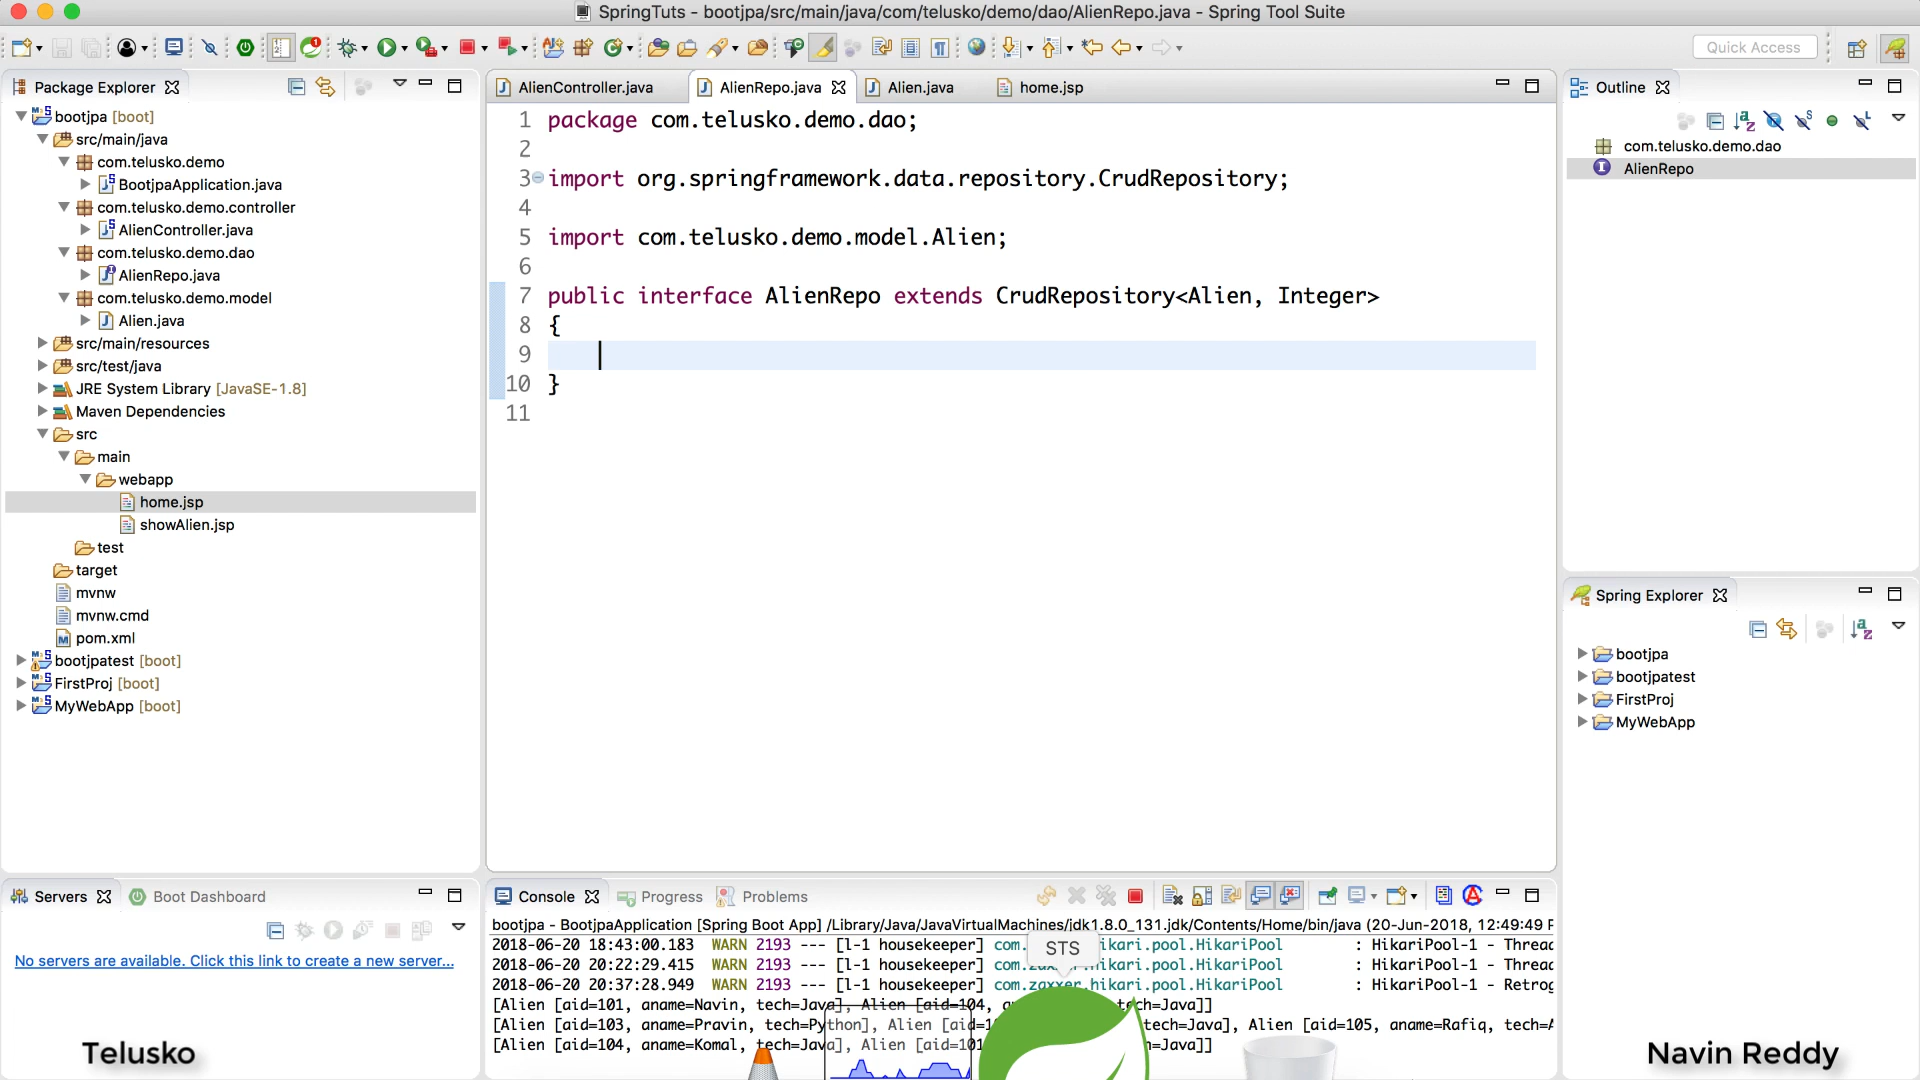 SpringTuts - bootjpa/src/main/java/com/telusko/demo/dao/AlienRepo.java - Spring Tool Suite
Quick Access
Package Explorer
bootjpa [boot]
src/main/java
com.telusko.demo
BootjpaApplication.java
com.telusko.demo.controller
AlienController.java
com.telusko.demo.dao
AlienRepo.java
com.telusko.demo.model
Alien.java
src/main/resources
src/test/java
JRE System Library [JavaSE-1.8]
Maven Dependencies
src
main
webapp
home.jsp
showAlien.jsp
test
target
mvnw
mvnw.cmd
pom.xml
bootjpatest [boot]
FirstProj [boot]
MyWebApp [boot]
AlienController.java
AlienRepo.java
Alien.java
home.jsp
1 package com.telusko.demo.dao;
2
3 import org.springframework.data.repository.CrudRepository;
4
5 import com.telusko.demo.model.Alien;
6
7 public interface AlienRepo extends CrudRepository<Alien, Integer>
8 {
9
10 }
11
Outline
com.telusko.demo.dao
AlienRepo
Spring Explorer
bootjpa
bootjpatest
FirstProj
MyWebApp
Servers
Boot Dashboard
No servers are available. Click this link to create a new server...
Console
Progress
Problems
bootjpa - BootjpaApplication [Spring Boot App] /Library/Java/JavaVirtualMachines/jdk1.8.0_131.jdk/Contents/Home/bin/java (20-Jun-2018, 12:49:49 P
2018-06-20 18:43:00.183 WARN 2193 --- [l-1 housekeeper] com. hikari.pool.HikariPool : HikariPool-1 - Thread
2018-06-20 20:22:29.415 WARN 2193 --- [l-1 housekeeper] com.zaxxer.hikari.pool.HikariPool : HikariPool-1 - Thread
2018-06-20 20:37:28.949 WARN 2193 --- [l-1 housekeeper] com.zaxxer.hikari.pool.HikariPool : HikariPool-1 - Retrog
[Alien [aid=101, aname=Navin, tech=Java], Alien [aid=104, tech=Java]]
[Alien [aid=103, aname=Pravin, tech=Python], Alien tech=Java], Alien [aid=105, aname=Rafiq, tech=A
[Alien [aid=104, aname=Komal, tech=Java], Alien [aid=101 tech=Java]]
STS
Telusko
Navin Reddy